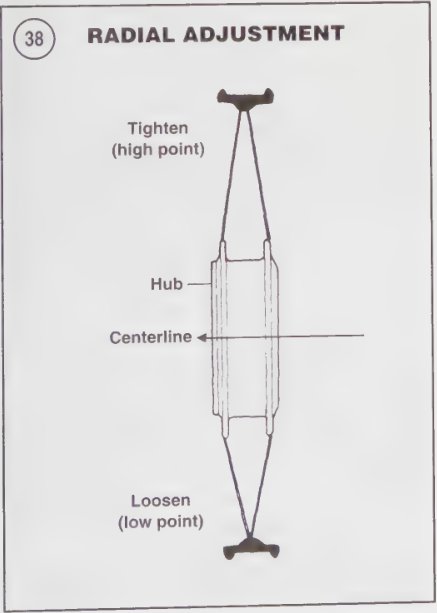 38
RADIAL ADJUSTMENT
Tighten
(high point)
Hub
Centerline
Loosen
(low point)